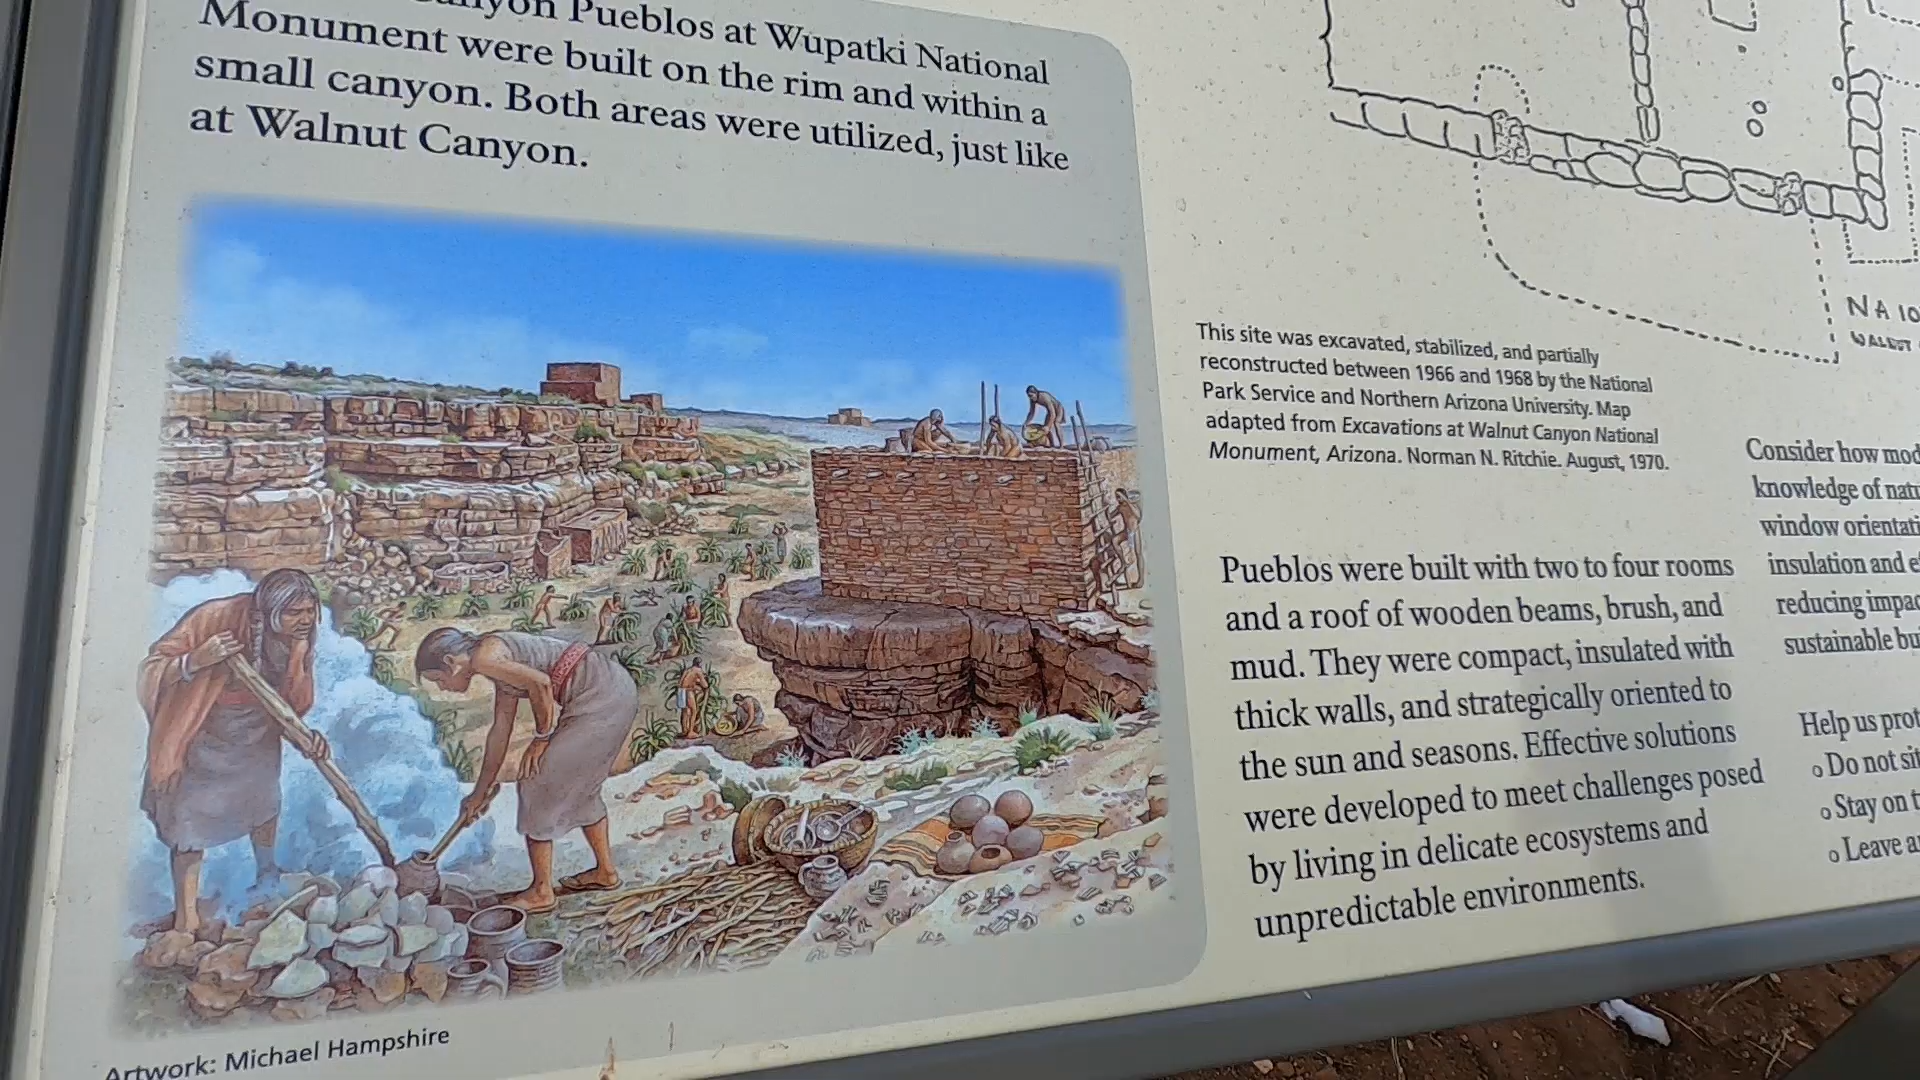 Pueblos at Wupatki National
Monument were built on the rim and within a
small canyon. Both areas were utilized, just like
at Walnut Canyon.
Artwork: Michael Hampshire
NA 10
WALNUT
This site was excavated, stabilized, and partially
reconstructed between 1966 and 1968 by the National
Park Service and Northern Arizona University. Map
adapted from Excavations at Walnut Canyon National
Monument, Arizona. Norman N. Ritchie. August, 1970.
Pueblos were built with two to four rooms
and a roof of wooden beams, brush, and
mud. They were compact, insulated with
thick walls, and strategically oriented to
the sun and seasons. Effective solutions
were developed to meet challenges posed
by living in delicate ecosystems and
unpredictable environments.
Consider how mod
knowledge of natu
window orientati
insulation and e
reducing impac
sustainable bu
Help us prot
o Do not sit
o Stay on t
o Leave a